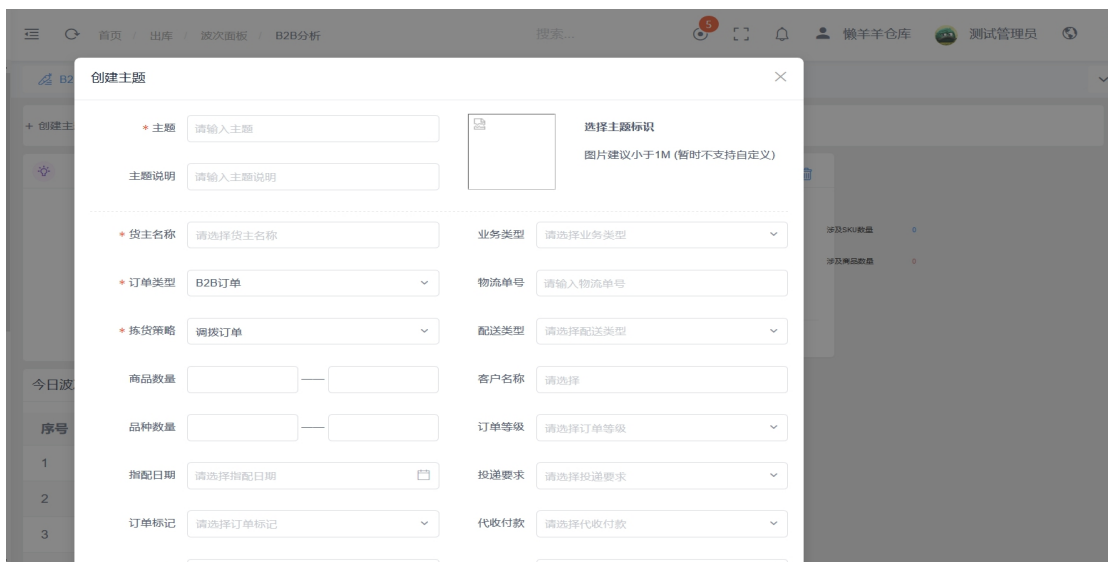 首页 / 出库 / 波次面板 / B2B分析 搜索... 5 懒羊羊仓库 测试管理员
B2
创建主题
+ 创建主
* 主题 请输入主题
选择主题标识
图片建议小于1M (暂时不支持自定义)
主题说明 请输入主题说明
* 货主名称 请选择货主名称 业务类型 请选择业务类型
涉及SKU数量 0
涉及商品数量 0
* 订单类型 B2B订单 物流单号 请输入物流单号
* 拣货策略 调拨订单 配送类型 请选择配送类型
今日波
商品数量 —— 客户名称 请选择
序号
品种数量 —— 订单等级 请选择订单等级
1
指配日期 请选择指配日期 投递要求 请选择投递要求
2
订单标记 请选择订单标记 代收付款 请选择代收付款
3